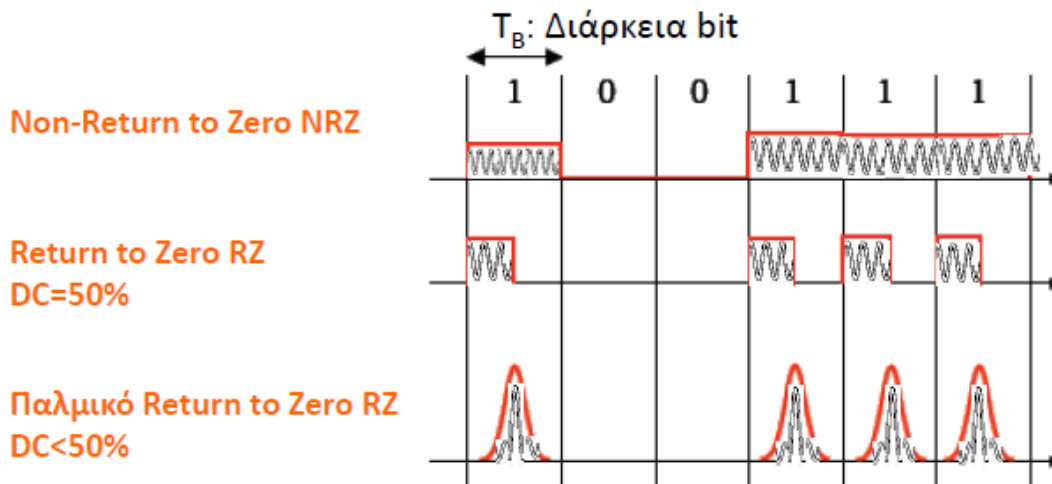 T_B: Διάρκεια bit
1 0 0 1 1 1
Non-Return to Zero NRZ
Return to Zero RZ
DC=50%
Παλμικό Return to Zero RZ
DC<50%